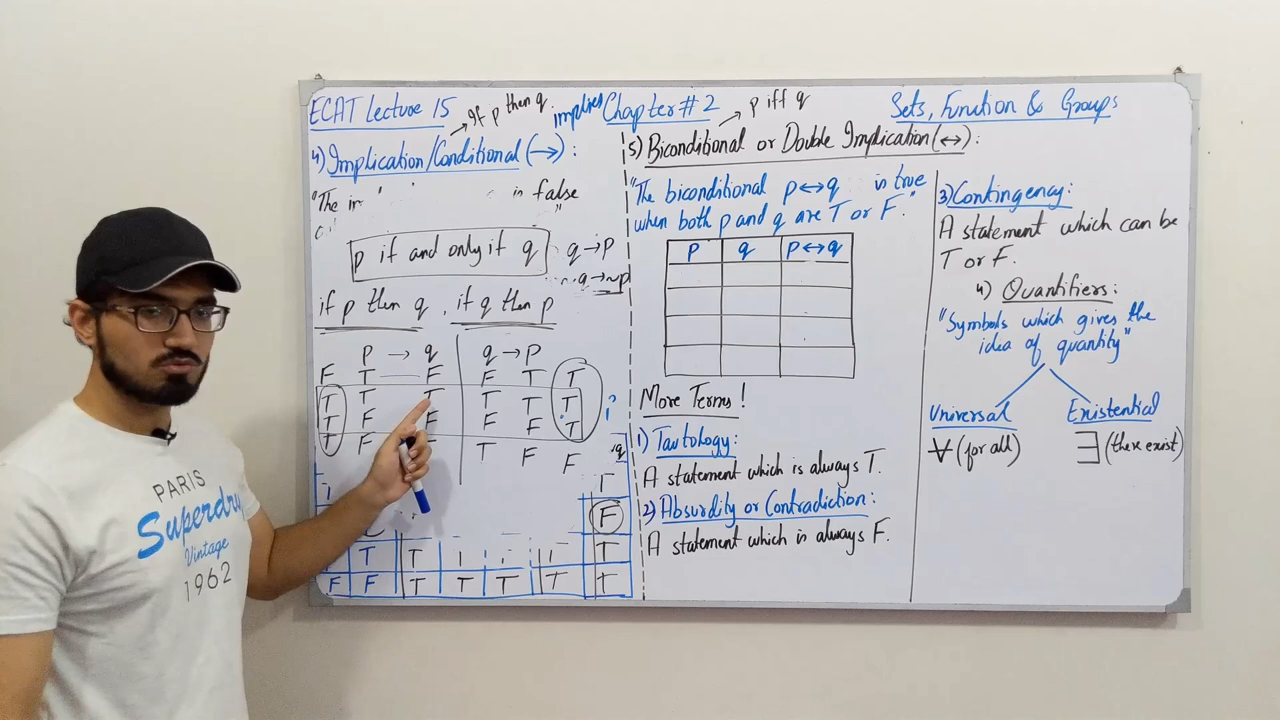 ECAT Lecture 15
Chapter # 2
Sets, Function & Groups
If p then q implies
4) Implication/Conditional (→) :
"The
is false
"
p if and only if q
q → p
if p then q , if q then p
p → q q → p
F T F F T T
T T T T T T
T F F T F T
T F T F F
T
F
T T T
F F T T T T T
p iff q
5) Biconditional or Double Implication (↔) :
"The biconditional p ↔ q is true
when both p and q are T or F."
p q p ↔ q
More Terms !
1) Tautology:
A statement which is always T.
2) Absurdity or Contradiction:
A statement which is always F.
3) Contingency:
A statement which can be
T or F.
4) Quantifiers:
"Symbols which gives the
idea of quantity"
Universal Existential
∀ (for all) ∃ (there exist)
PARIS
Superdry
Vintage
1962